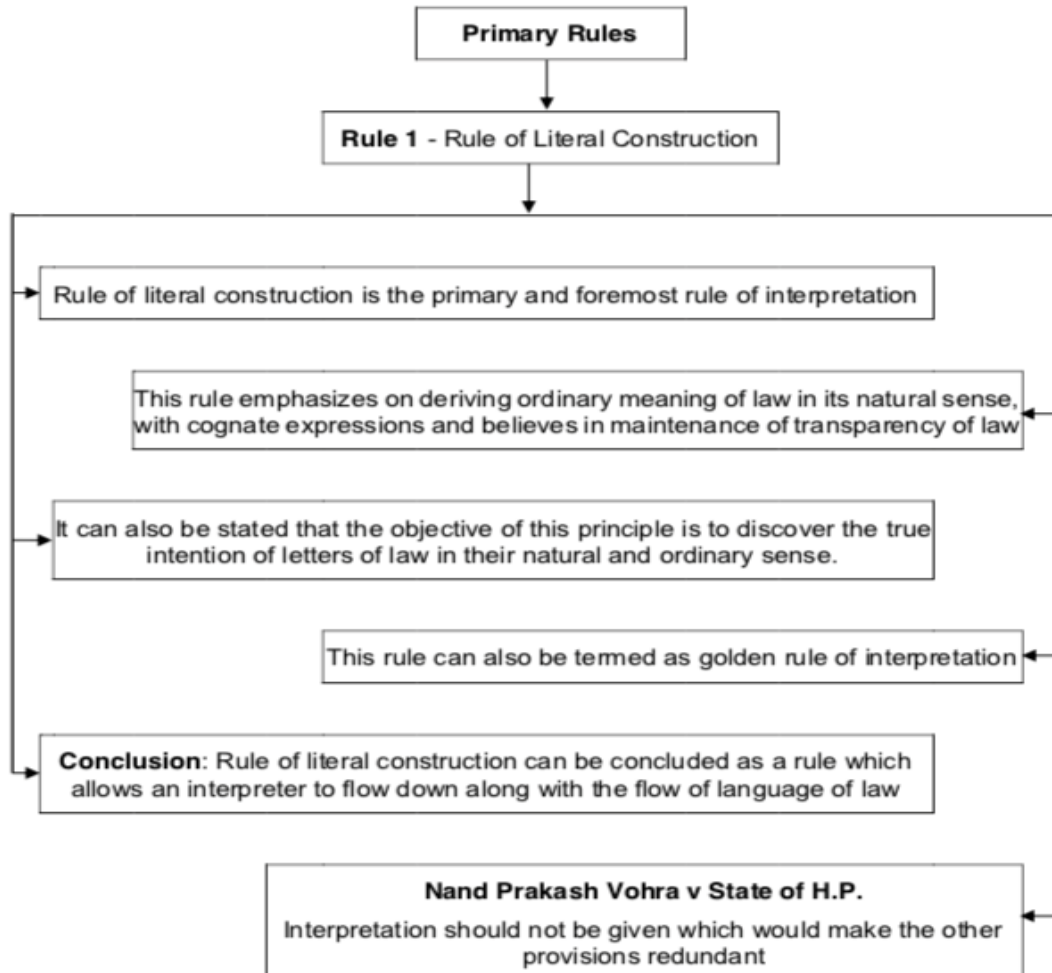 Primary Rules
Rule 1 - Rule of Literal Construction
Rule of literal construction is the primary and foremost rule of interpretation
This rule emphasizes on deriving ordinary meaning of law in its natural sense,
with cognate expressions and believes in maintenance of transparency of law
It can also be stated that the objective of this principle is to discover the true
intention of letters of law in their natural and ordinary sense.
This rule can also be termed as golden rule of interpretation
Conclusion: Rule of literal construction can be concluded as a rule which
allows an interpreter to flow down along with the flow of language of law
Nand Prakash Vohra v State of H.P.
Interpretation should not be given which would make the other
provisions redundant